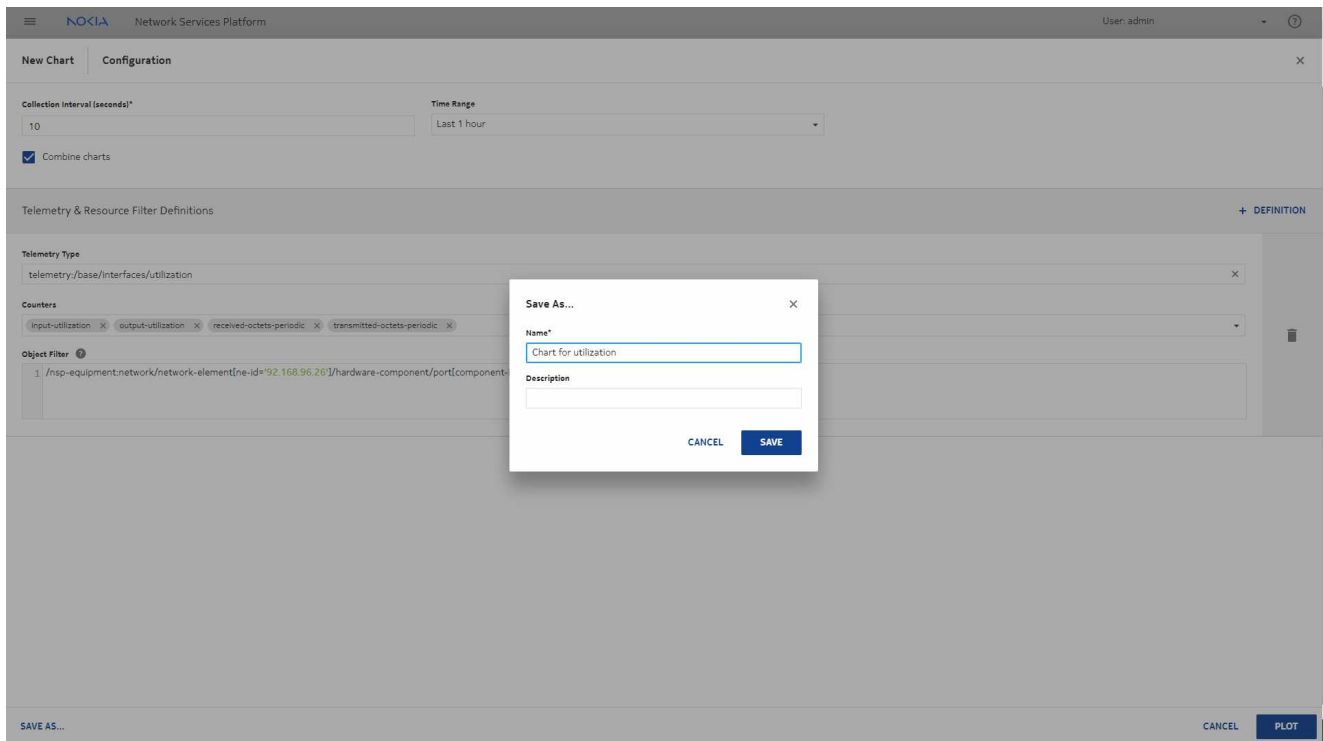 NOKIA Network Services Platform User: admin
New Chart Configuration
Collection Interval (seconds)* Time Range
10 Last 1 hour
Combine charts
Telemetry & Resource Filter Definitions + DEFINITION
Telemetry Type
telemetry:/base/interfaces/utilization
Counters
input-utilization output-utilization received-octets-periodic transmitted-octets-periodic
Object Filter
1 /nsp-equipment:network/network-element[ne-id='92.168.96.26']/hardware-component/port[component-
Save As...
Name*
Chart for utilization
Description
CANCEL SAVE
SAVE AS... CANCEL PLOT